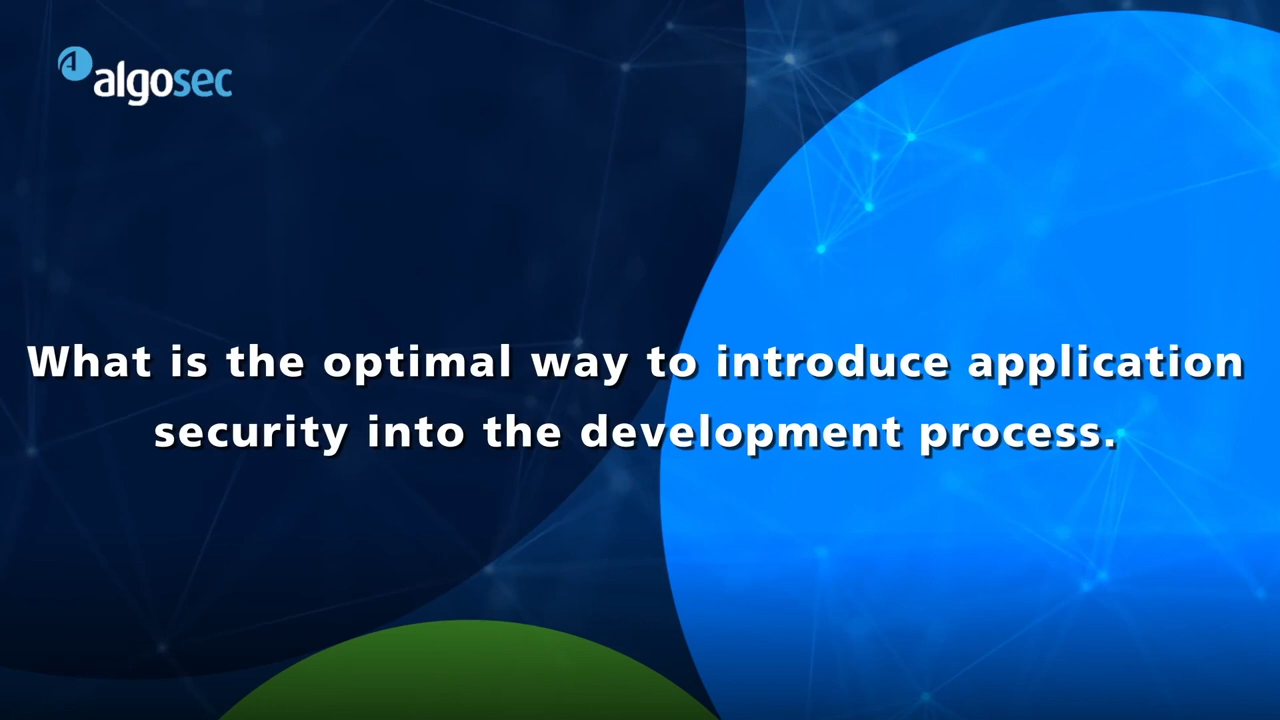 algosec
What is the optimal way to introduce application
security into the development process.